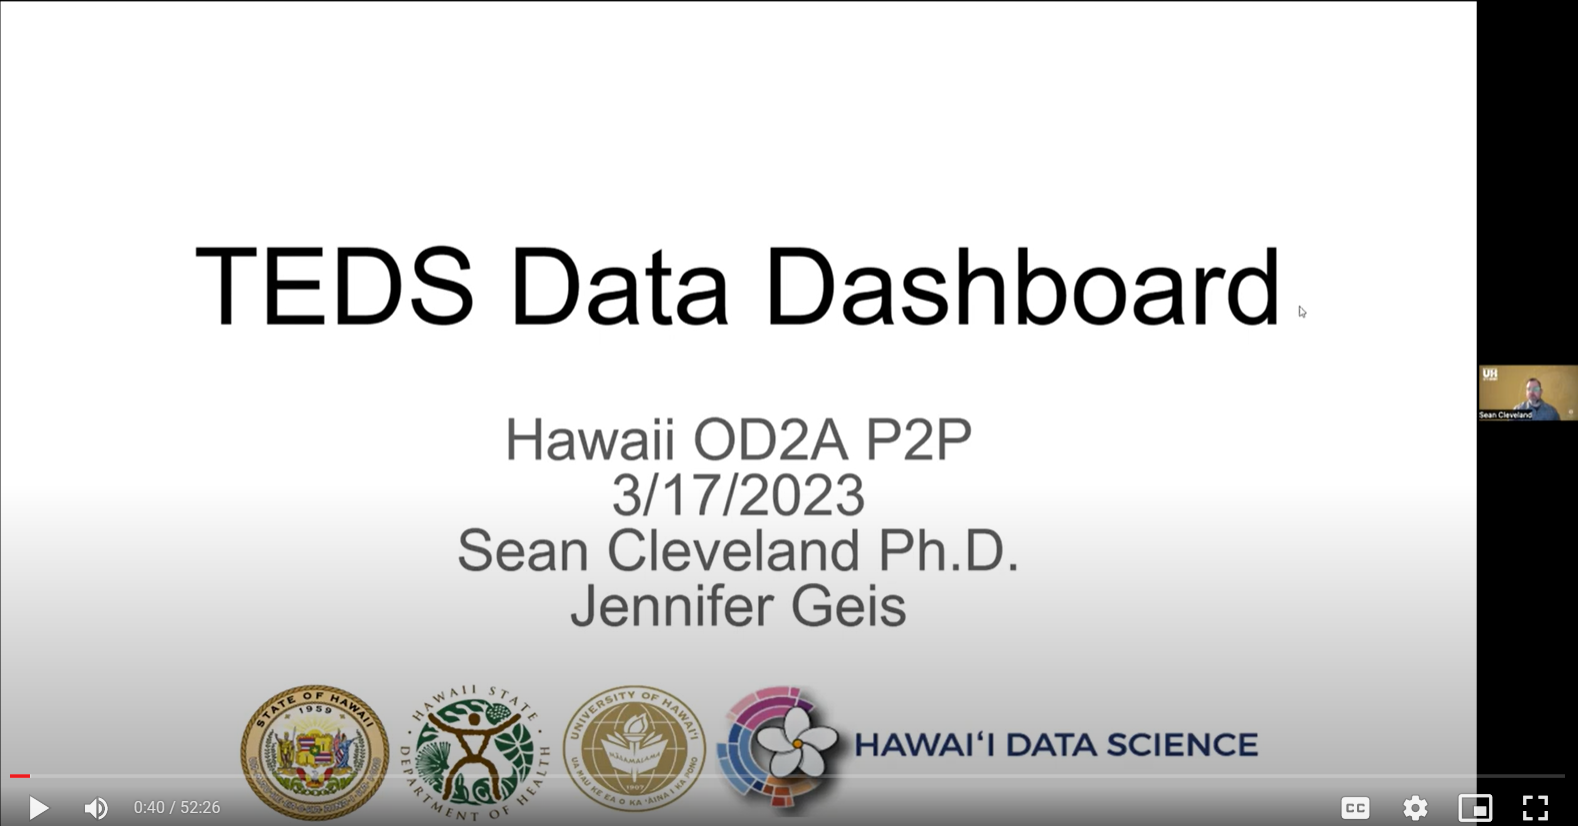 TEDS Data Dashboard
Hawaii OD2A P2P
3/17/2023
Sean Cleveland Ph.D.
Jennifer Geis
UH
Sean Cleveland
STATE OF HAWAII
1959
HAWAII STATE
DEPARTMENT OF HEALTH
UNIVERSITY OF HAWAI‘I
MALAMALAMA
1907
UA MAU KE EA O KA ‘ĀINA I KA PONO
HAWAI‘I DATA SCIENCE
0:40 / 52:26
CC